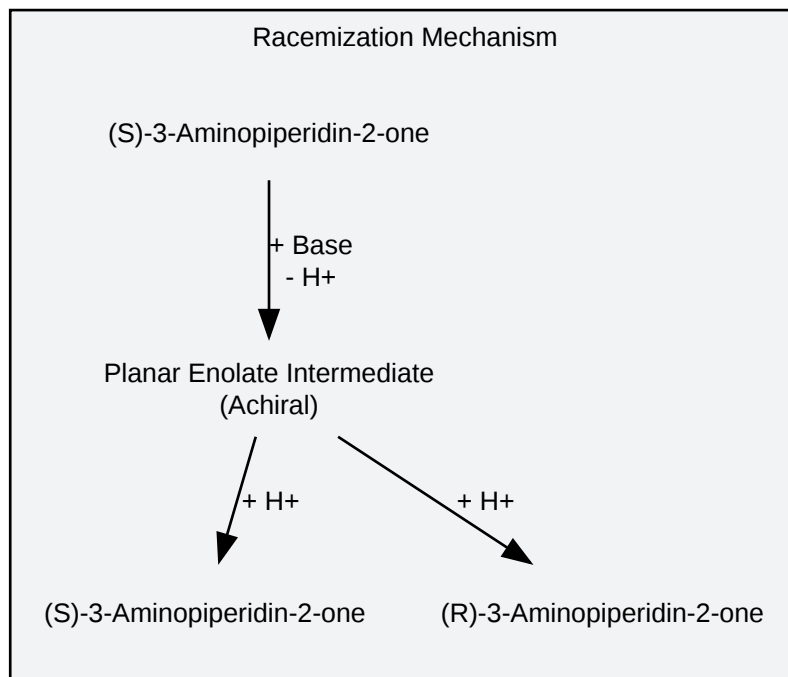 Racemization Mechanism
(S)-3-Aminopiperidin-2-one
+ Base
- H+
Planar Enolate Intermediate
(Achiral)
+ H+
+ H+
(S)-3-Aminopiperidin-2-one
(R)-3-Aminopiperidin-2-one